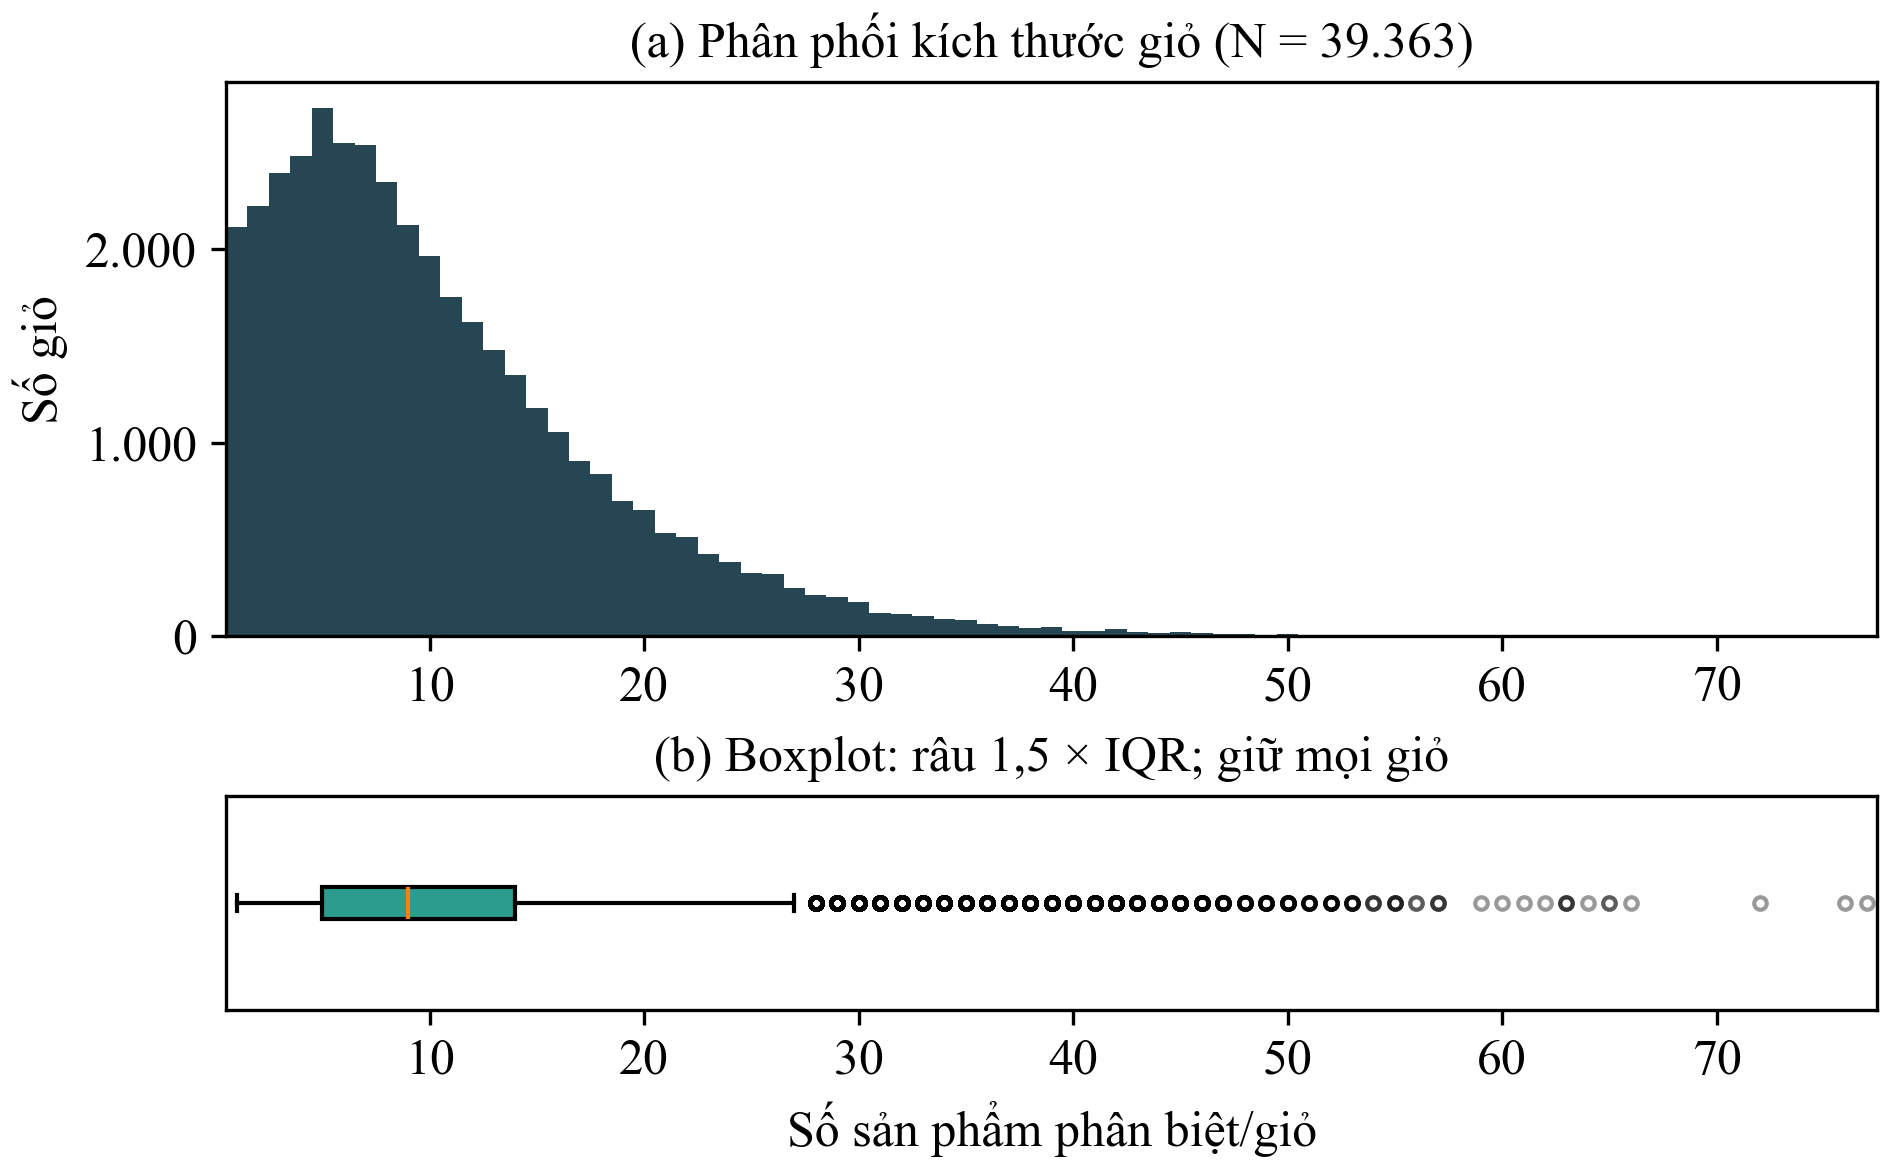 (a) Phân phối kích thước giỏ (N = 39.363)
Số giỏ
2.000
1.000
0
10 20 30 40 50 60 70
(b) Boxplot: râu 1,5 × IQR; giữ mọi giỏ
10 20 30 40 50 60 70
Số sản phẩm phân biệt/giỏ